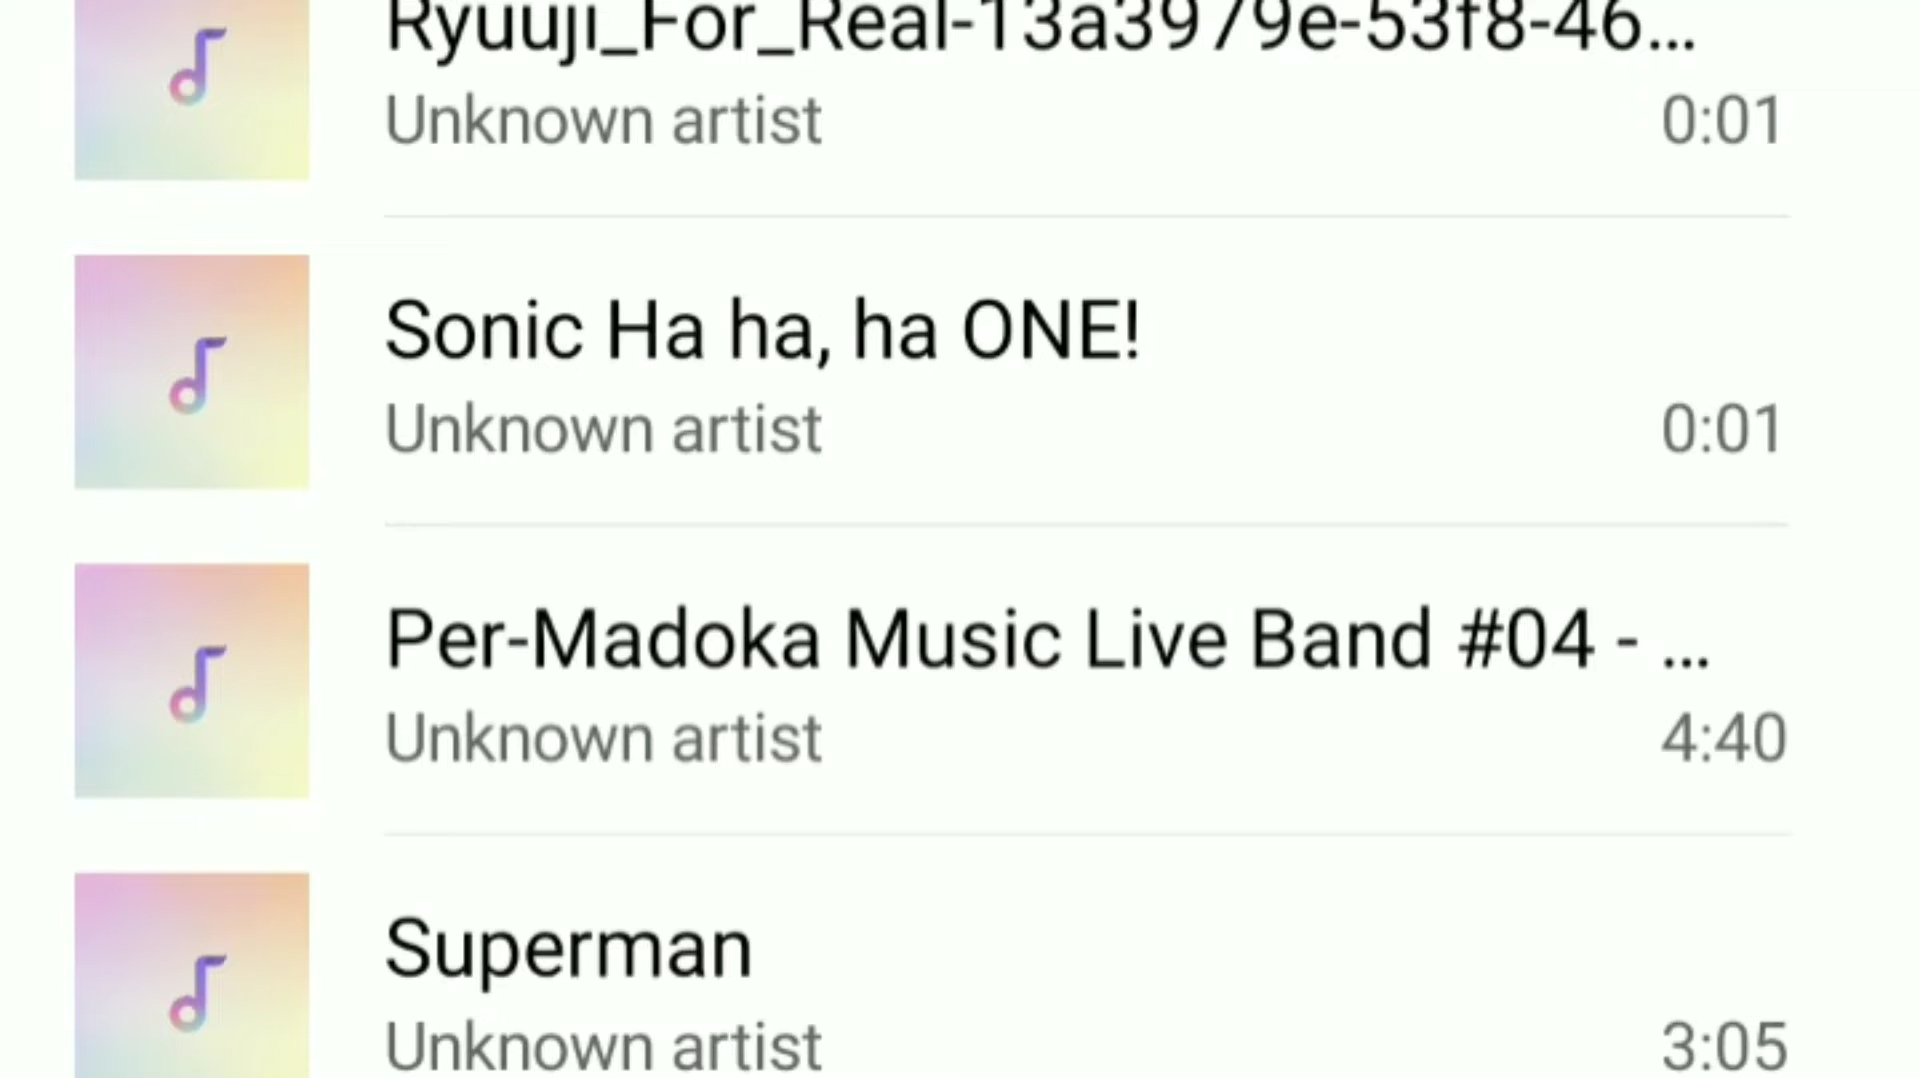 Ryuuji_For_Real-13a3979e-53f8-46...
Unknown artist
0:01
Sonic Ha ha, ha ONE!
Unknown artist
0:01
Per-Madoka Music Live Band #04 - ...
Unknown artist
4:40
Superman
Unknown artist
3:05